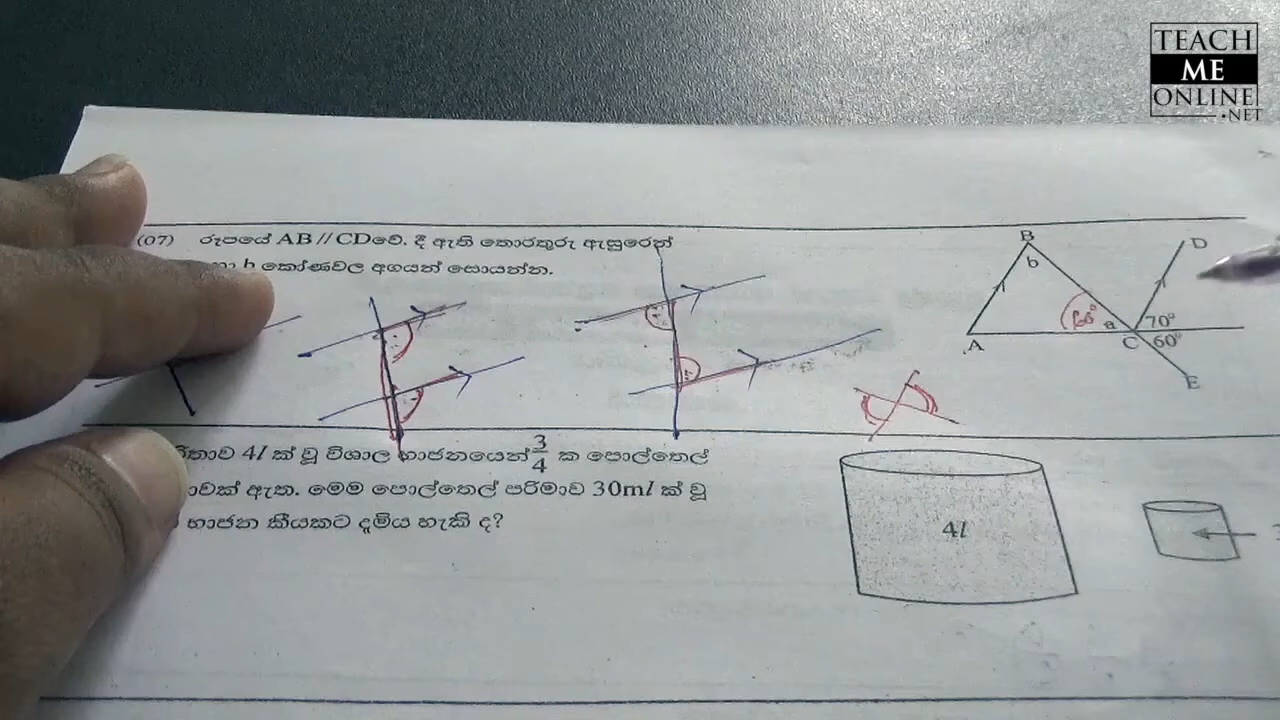 TEACH
ME
ONLINE
.NET
(07) රූපයේ AB // CDවේ. දී ඇති තොරතුරු ඇසුරෙන්
b කෝණවල අගයන් සොයන්න.
B
b
D
60°
a
70°
A
C
60°
E
4l ක් වූ විශාල භාජනයෙන් 3/4 ක පොල්තෙල්
ඇත. මෙම පොල්තෙල් පරිමාව 30ml ක් වූ
භාජන කීයකට දැමිය හැකි ද?
4l